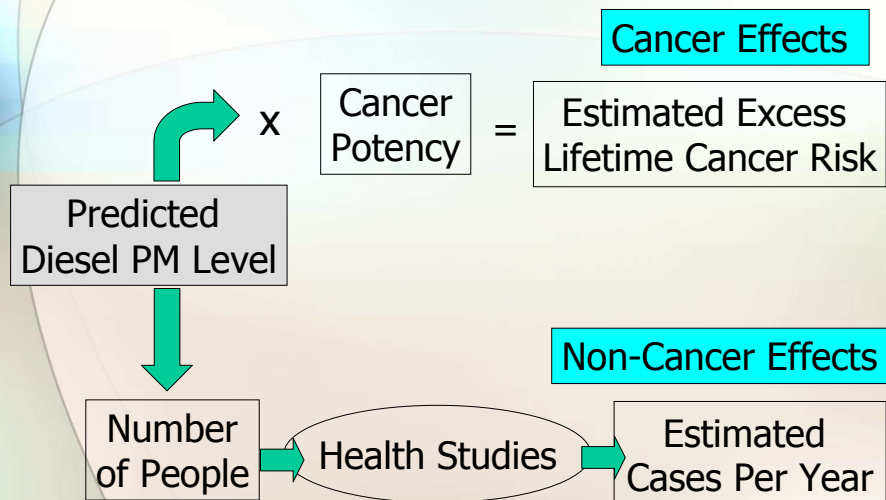 Cancer Effects
x
Cancer
Potency
=
Estimated Excess
Lifetime Cancer Risk
Predicted
Diesel PM Level
Non-Cancer Effects
Number
of People
Health Studies
Estimated
Cases Per Year